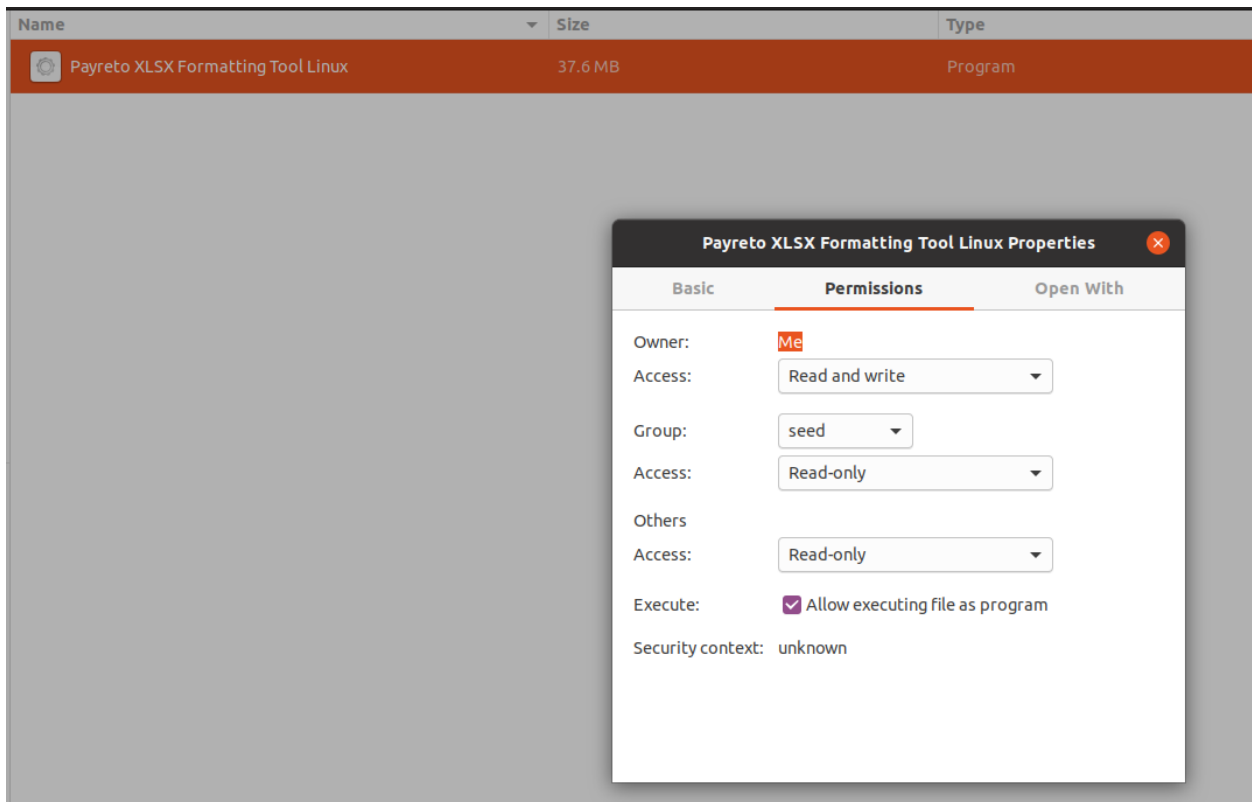 Name Size Type
Payreto XLSX Formatting Tool Linux 37.6 MB Program
Payreto XLSX Formatting Tool Linux Properties
Basic Permissions Open With
Owner: Me
Access: Read and write
Group: seed
Access: Read-only
Others
Access: Read-only
Execute: Allow executing file as program
Security context: unknown